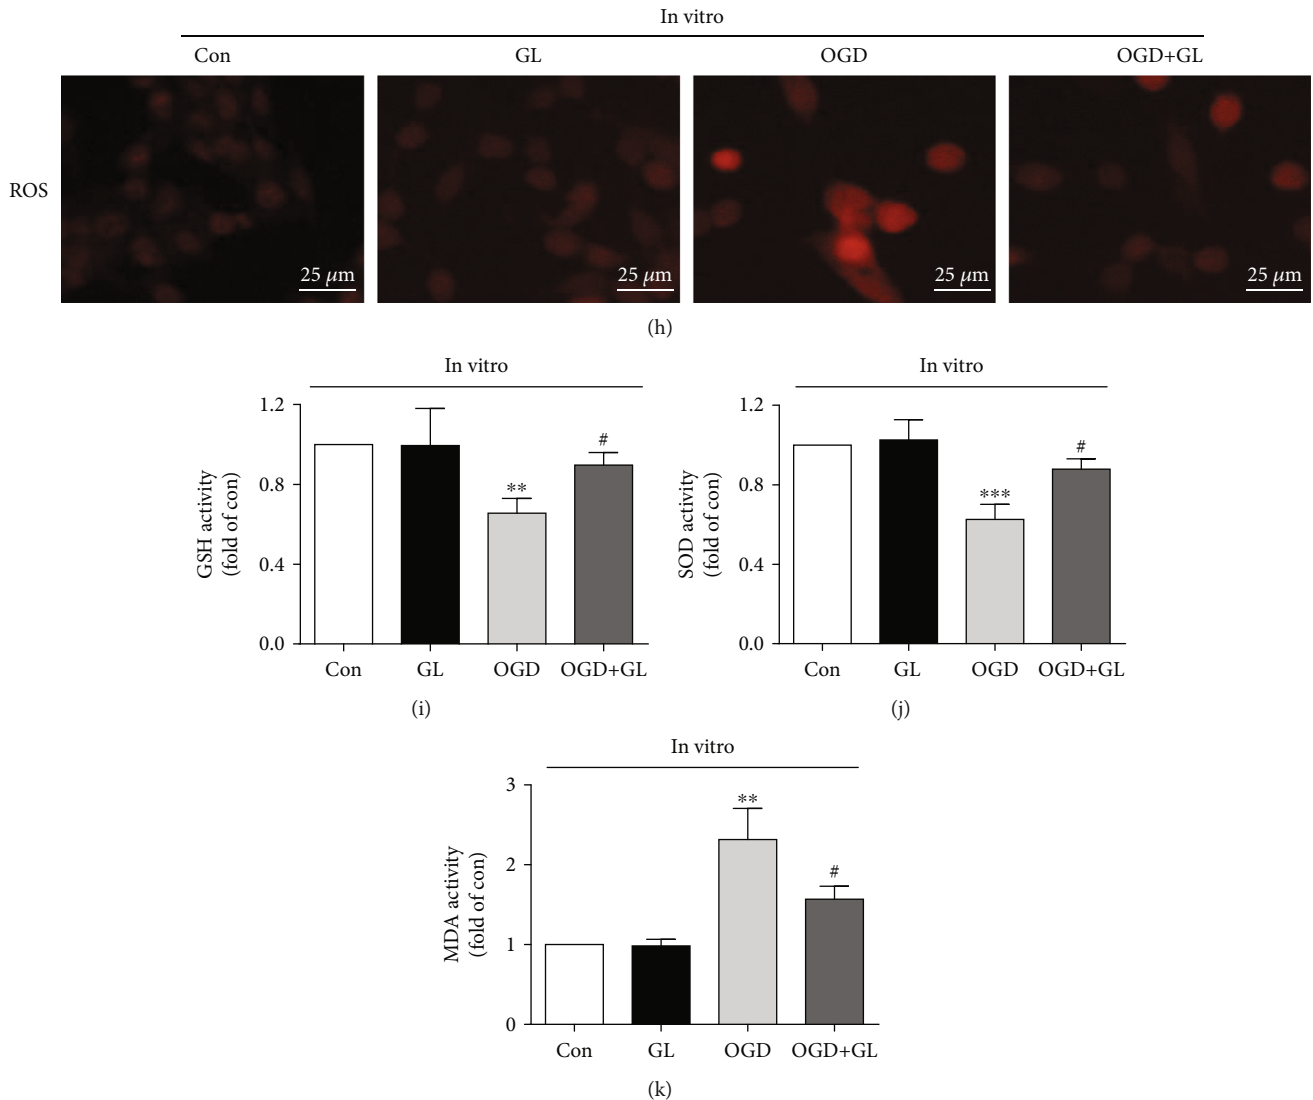 In vitro
Con GL OGD OGD+GL
ROS
25 μm 25 μm 25 μm 25 μm
(h)
In vitro
GSH activity
(fold of con)
1.2
0.8
0.4
0.0
**
#
Con GL OGD OGD+GL
(i)
In vitro
SOD activity
(fold of con)
1.2
0.8
0.4
0.0
***
#
Con GL OGD OGD+GL
(j)
In vitro
MDA activity
(fold of con)
3
2
1
0
**
#
Con GL OGD OGD+GL
(k)